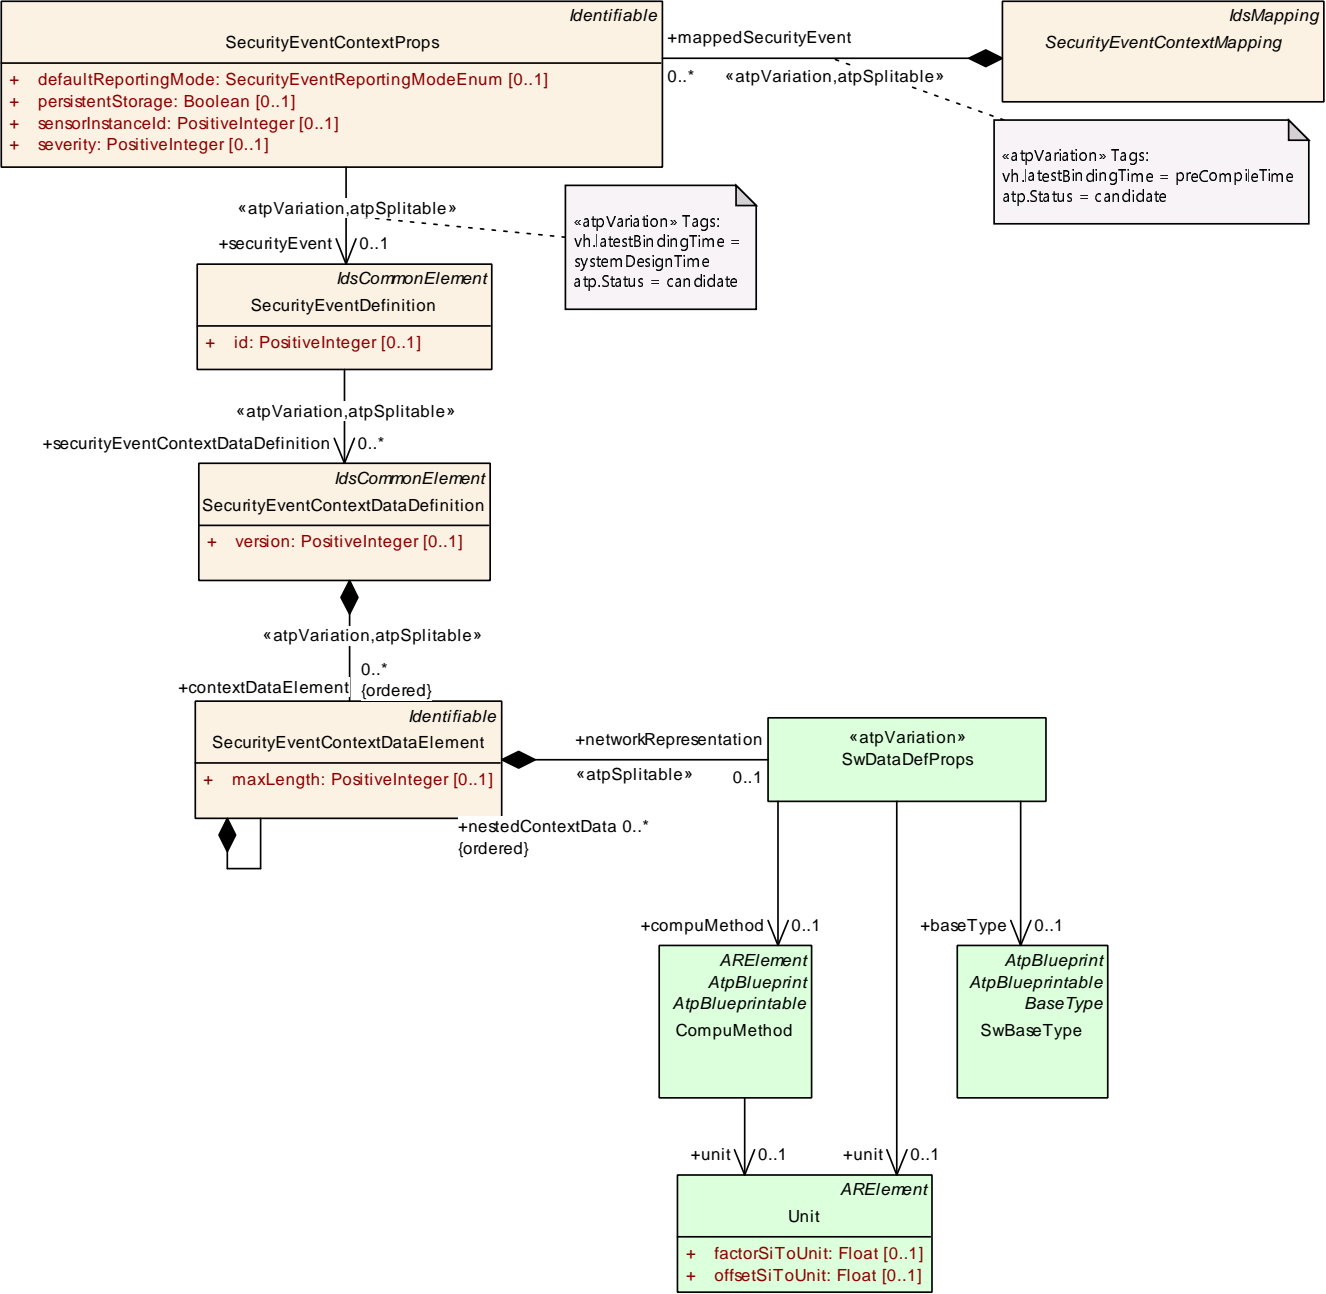 Identifiable
SecurityEventContextProps
+ defaultReportingMode: SecurityEventReportingModeEnum [0..1]
+ persistentStorage: Boolean [0..1]
+ sensorInstanceId: PositiveInteger [0..1]
+ severity: PositiveInteger [0..1]
+mappedSecurityEvent
0..* «atpVariation,atpSplitable»
IdsMapping
SecurityEventContextMapping
«atpVariation» Tags:
vh.latestBindingTime = preCompileTime
atp.Status = candidate
«atpVariation,atpSplitable»
+securityEvent 0..1
«atpVariation» Tags:
vh.latestBindingTime =
systemDesignTime
atp.Status = candidate
IdsCommonElement
SecurityEventDefinition
+ id: PositiveInteger [0..1]
«atpVariation,atpSplitable»
+securityEventContextDataDefinition 0..*
IdsCommonElement
SecurityEventContextDataDefinition
+ version: PositiveInteger [0..1]
«atpVariation,atpSplitable»
0..*
+contextDataElement {ordered}
Identifiable
SecurityEventContextDataElement
+ maxLength: PositiveInteger [0..1]
+networkRepresentation
«atpSplitable» 0..1
«atpVariation»
SwDataDefProps
+nestedContextData 0..*
{ordered}
+compuMethod 0..1
+baseType 0..1
ARElement
AtpBlueprint
AtpBlueprintable
CompuMethod
AtpBlueprint
AtpBlueprintable
BaseType
SwBaseType
+unit 0..1
+unit 0..1
ARElement
Unit
+ factorSiToUnit: Float [0..1]
+ offsetSiToUnit: Float [0..1]